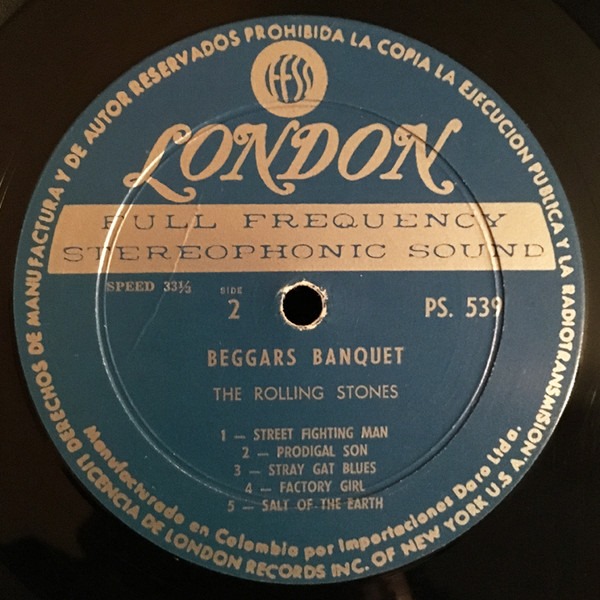 DERECHOS DE MANUFACTURA Y DE AUTOR RESERVADOS PROHIBIDA LA COPIA LA EJECUCION PUBLICA Y LA RADIOTRANSMISION
FFSS
LONDON
FULL FREQUENCY
STEREOPHONIC SOUND
SPEED 33⅓
SIDE
2
PS. 539
BEGGARS BANQUET
THE ROLLING STONES
1 — STREET FIGHTING MAN
2 — PRODIGAL SON
3 — STRAY GAT BLUES
4 — FACTORY GIRL
5 — SALT OF THE EARTH
Manufacturado en Colombia por Importaciones Daro Ltda.
LICENCIA DE LONDON RECORDS INC. OF NEW YORK U.S.A.